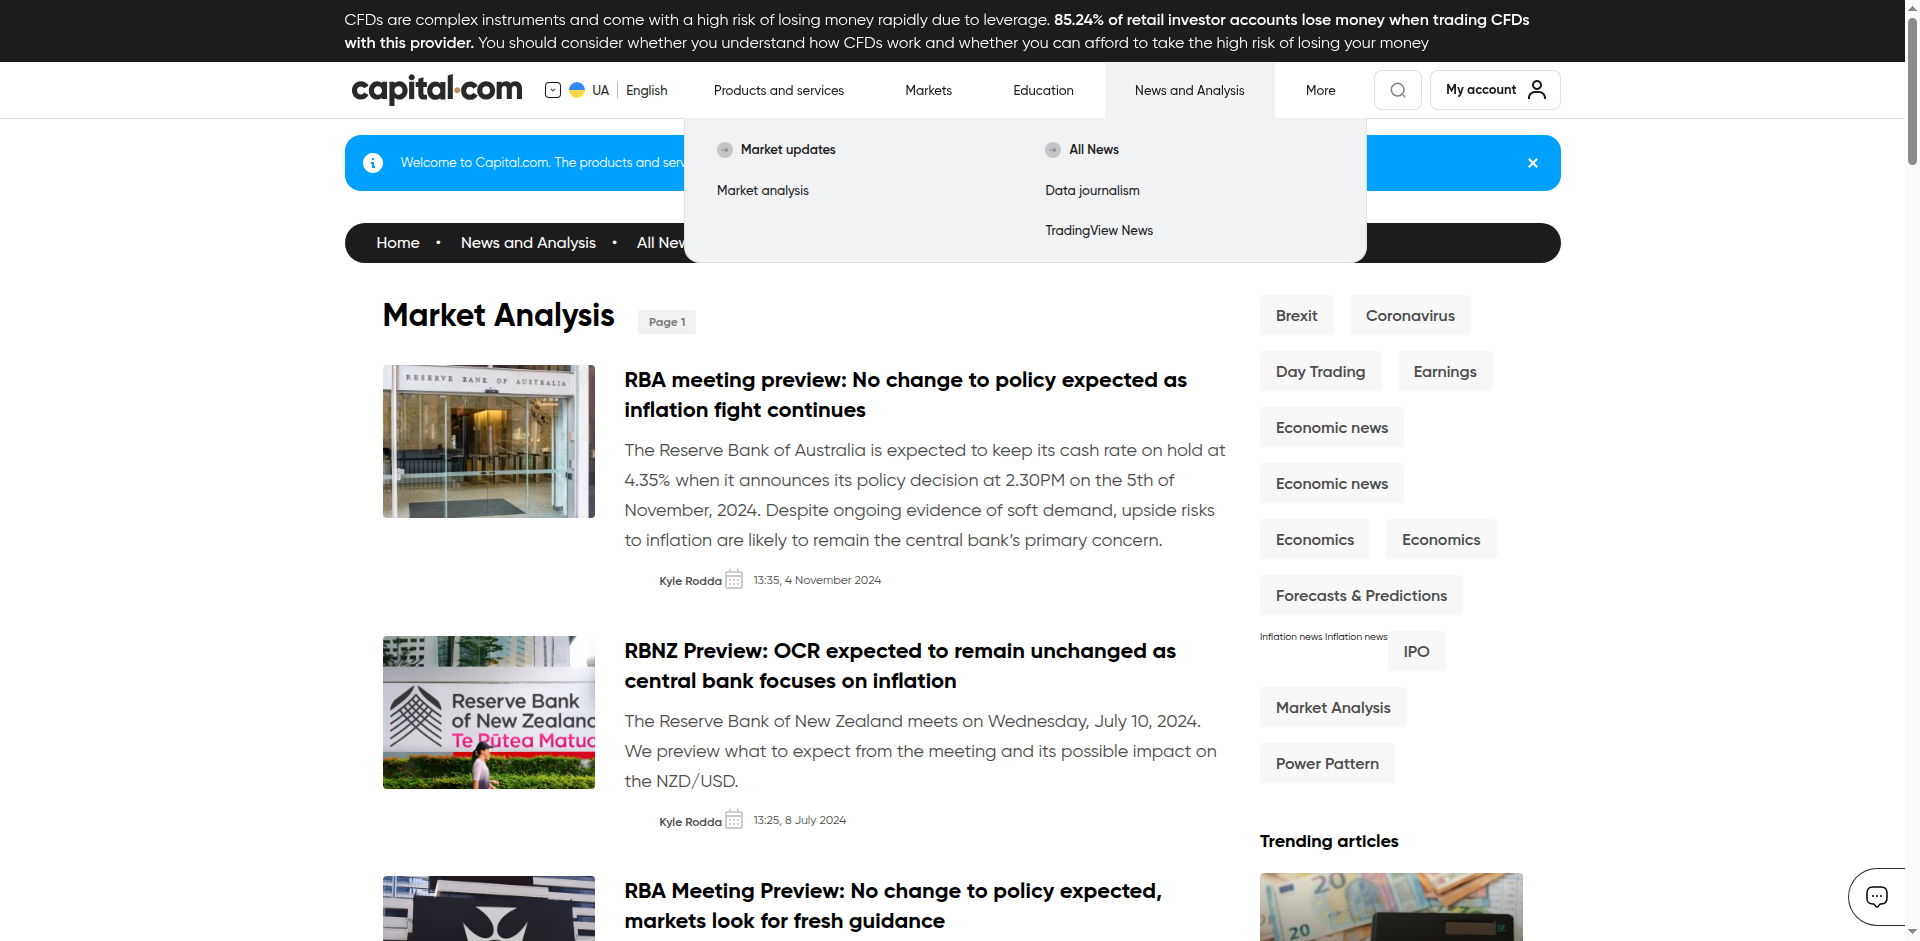 CFDs are complex instruments and come with a high risk of losing money rapidly due to leverage. 85.24% of retail investor accounts lose money when trading CFDs
with this provider. You should consider whether you understand how CFDs work and whether you can afford to take the high risk of losing your money
capital.com
UA
English
Products and services
Markets
Education
News and Analysis
More
My account
Market updates
All News
Welcome to Capital.com. The products and serv
Market analysis
Data journalism
TradingView News
Home • News and Analysis • All New
Market Analysis
Page 1
RESERVE BANK OF AUSTRALIA
RBA meeting preview: No change to policy expected as
inflation fight continues
The Reserve Bank of Australia is expected to keep its cash rate on hold at
4.35% when it announces its policy decision at 2.30PM on the 5th of
November, 2024. Despite ongoing evidence of soft demand, upside risks
to inflation are likely to remain the central bank’s primary concern.
Kyle Rodda
13:35, 4 November 2024
Reserve Bank
of New Zealand
Te Pūtea Matua
RBNZ Preview: OCR expected to remain unchanged as
central bank focuses on inflation
The Reserve Bank of New Zealand meets on Wednesday, July 10, 2024.
We preview what to expect from the meeting and its possible impact on
the NZD/USD.
Kyle Rodda
13:25, 8 July 2024
RBA Meeting Preview: No change to policy expected,
markets look for fresh guidance
Brexit
Coronavirus
Day Trading
Earnings
Economic news
Economic news
Economics
Economics
Forecasts & Predictions
Inflation news Inflation news
IPO
Market Analysis
Power Pattern
Trending articles
20
20